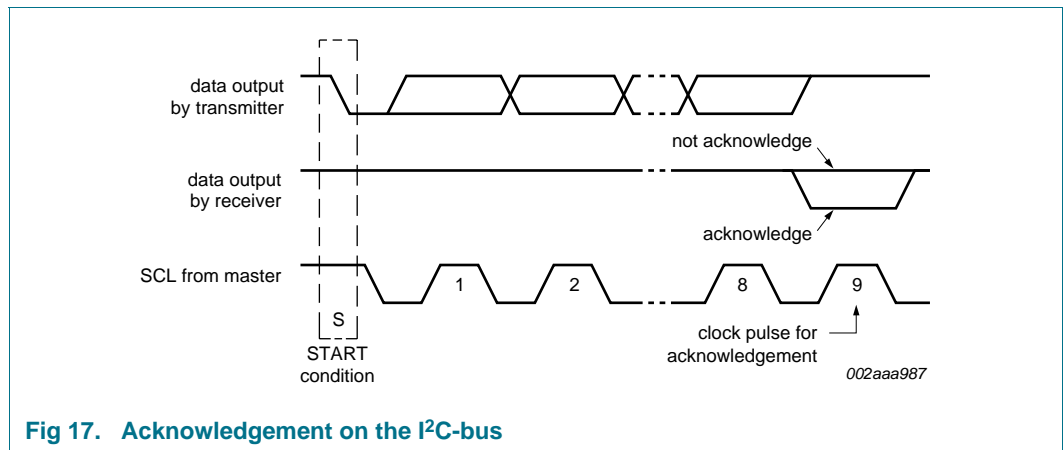 data output
by transmitter
not acknowledge
data output
by receiver
acknowledge
SCL from master
1
2
8
9
S
START
condition
clock pulse for
acknowledgement
002aaa987
Fig 17. Acknowledgement on the I²C-bus